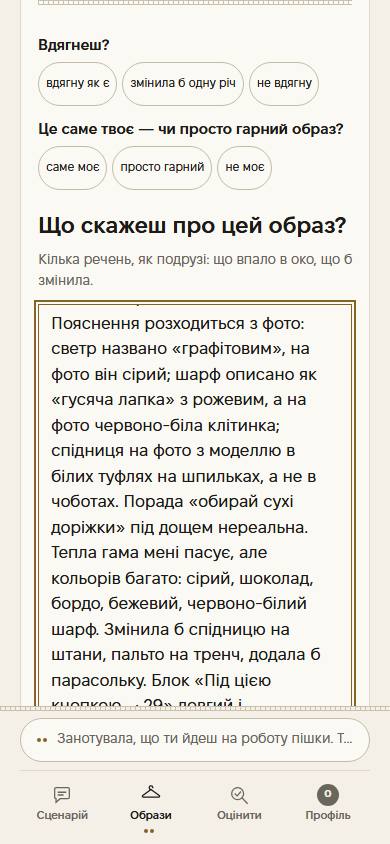 Вдягнеш?
вдягну як є
змінила б одну річ
не вдягну
Це саме твоє — чи просто гарний образ?
саме моє
просто гарний
не моє
Що скажеш про цей образ?
Кілька речень, як подрузі: що впало в око, що б
змінила.
Пояснення розходиться з фото:
светр названо «графітовим», на
фото він сірий; шарф описано як
«гусяча лапка» з рожевим, а на
фото червоно-біла клітинка;
спідниця на фото з моделлю в
білих туфлях на шпильках, а не в
чоботах. Порада «обирай сухі
доріжки» під дощем нереальна.
Тепла гама мені пасує, але
кольорів багато: сірий, шоколад,
бордо, бежевий, червоно-білий
шарф. Змінила б спідницю на
штани, пальто на тренч, додала б
парасольку. Блок «Під цією
Занотувала, що ти йдеш на роботу пішки. Т...
Сценарій
Образи
Оцінити
0
Профіль